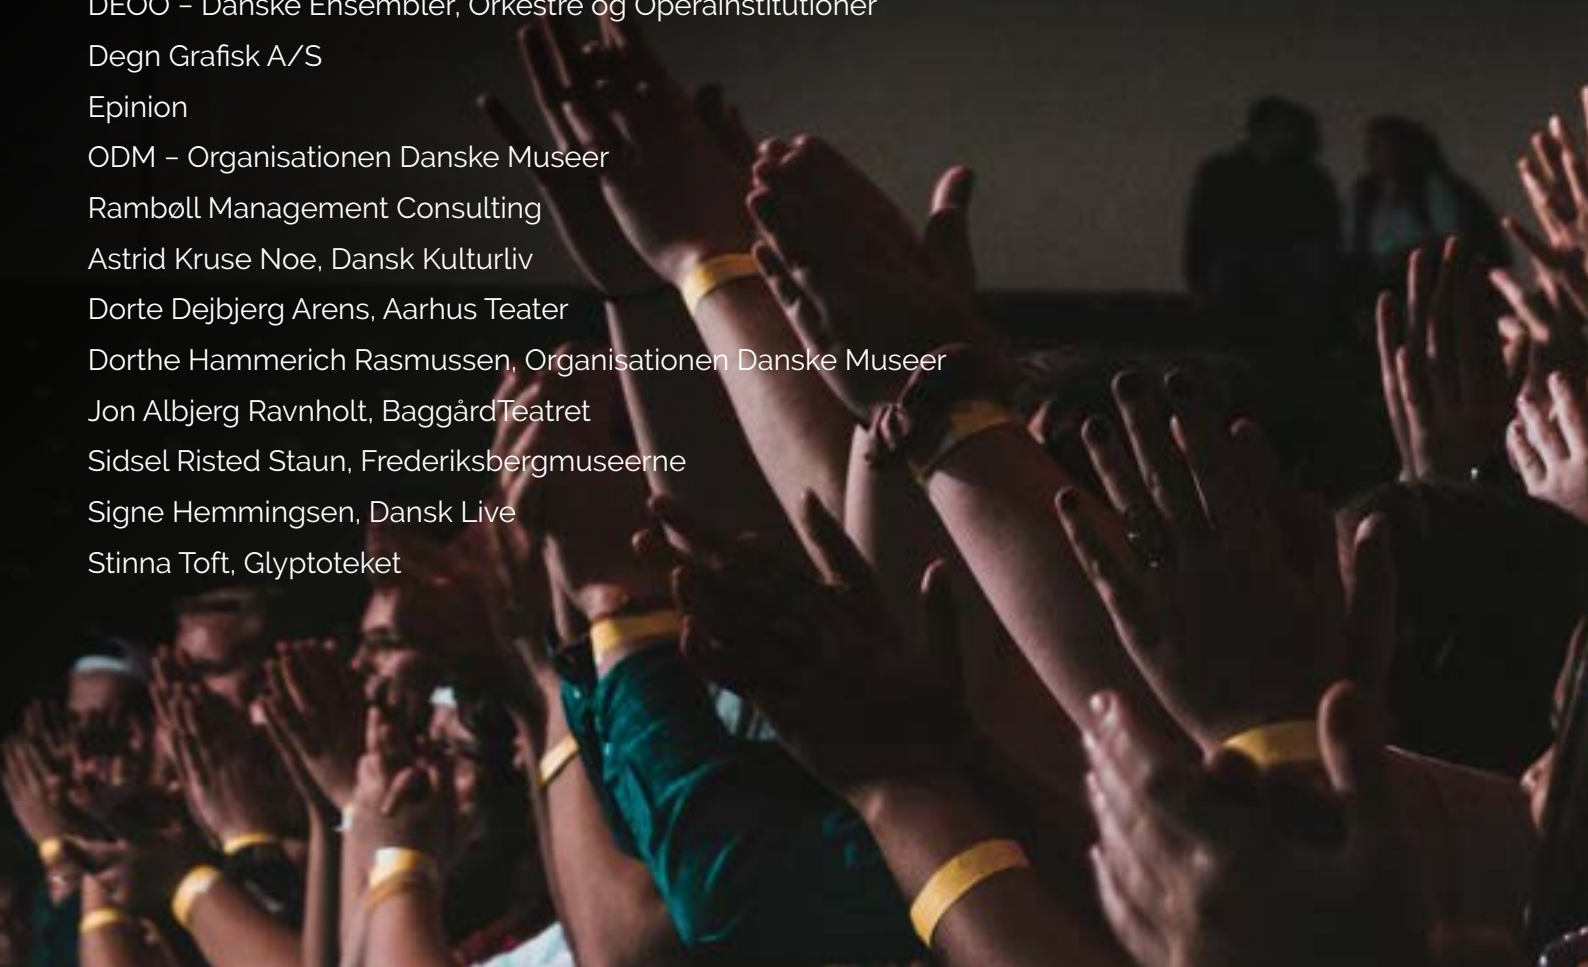 DEOO – Danske Ensembler, Orkestre og Operainstitutioner
Degn Grafisk A/S
Epinion
ODM – Organisationen Danske Museer
Rambøll Management Consulting
Astrid Kruse Noe, Dansk Kulturliv
Dorte Dejbjerg Arens, Aarhus Teater
Dorthe Hammerich Rasmussen, Organisationen Danske Museer
Jon Albjerg Ravnholt, BaggårdTeatret
Sidsel Risted Staun, Frederiksbergmuseerne
Signe Hemmingsen, Dansk Live
Stinna Toft, Glyptoteket